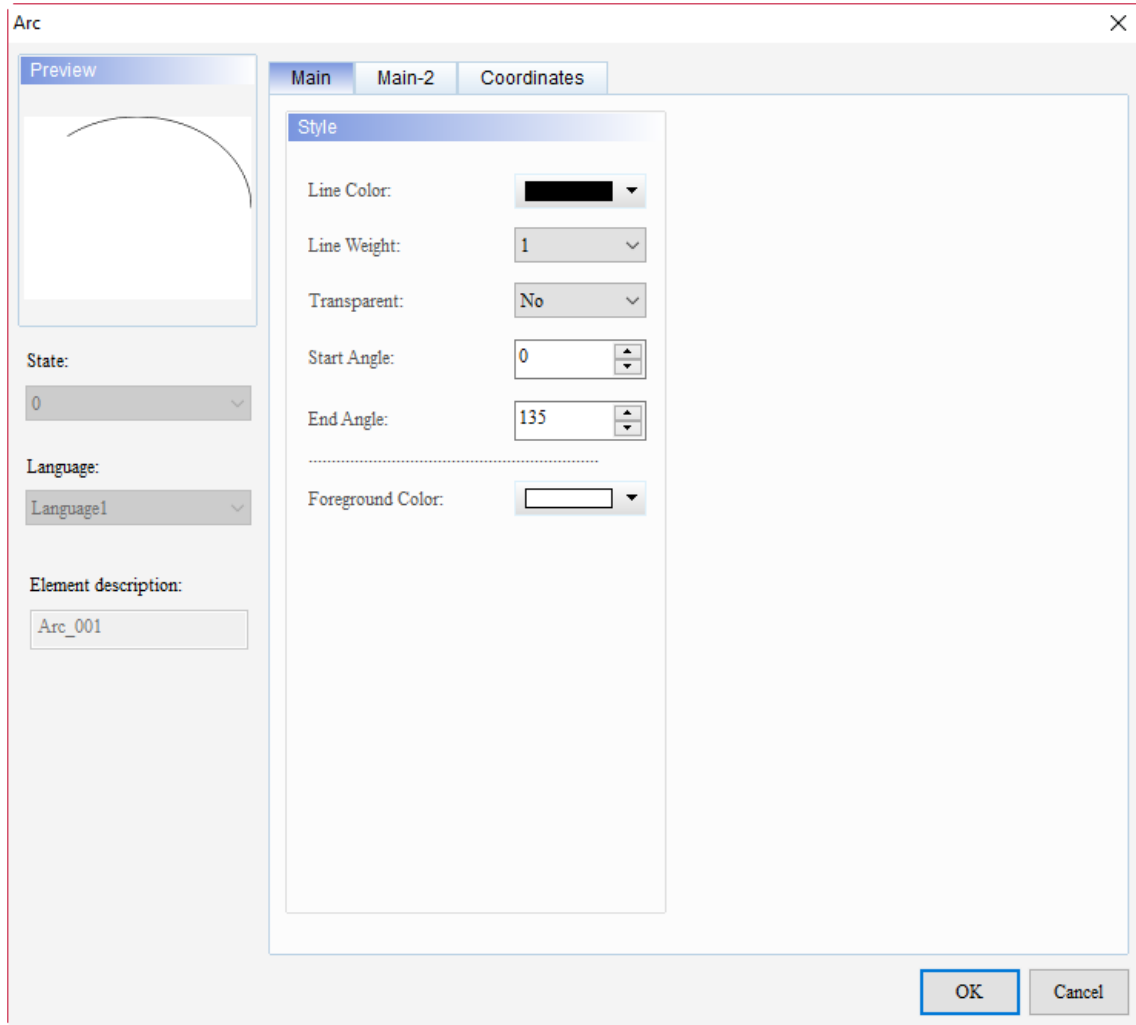 Arc
Preview
Main
Main-2
Coordinates
Style
Line Color:
Line Weight:
1
Transparent:
No
Start Angle:
0
End Angle:
135
Foreground Color:
State:
0
Language:
Language1
Element description:
Arc_001
OK
Cancel